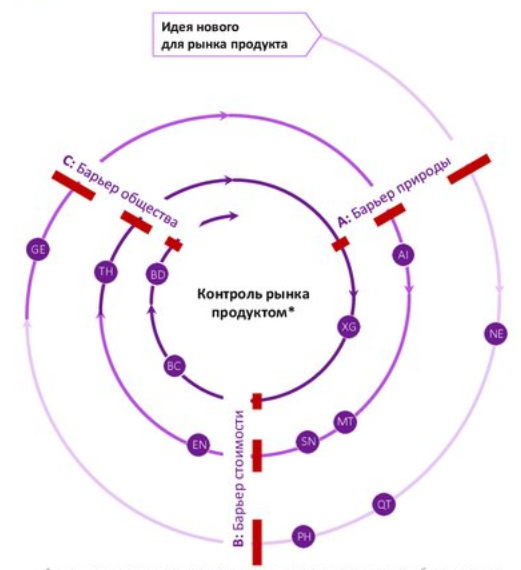 Идея нового
для рынка продукта
C: Барьер общества
A: Барьер природы
GE
TH
BD
AI
Контроль рынка
продуктом*
XG
NE
BC
EN
B: Барьер стоимости
SN
MT
QT
PH